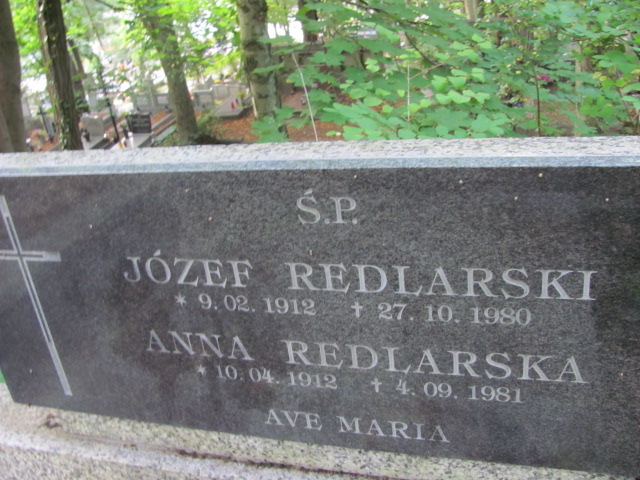 Ś.P.
JÓZEF REDLARSKI
* 9.02.1912 † 27.10.1980
ANNA REDLARSKA
* 10.04.1912 † 4.09.1981
AVE MARIA